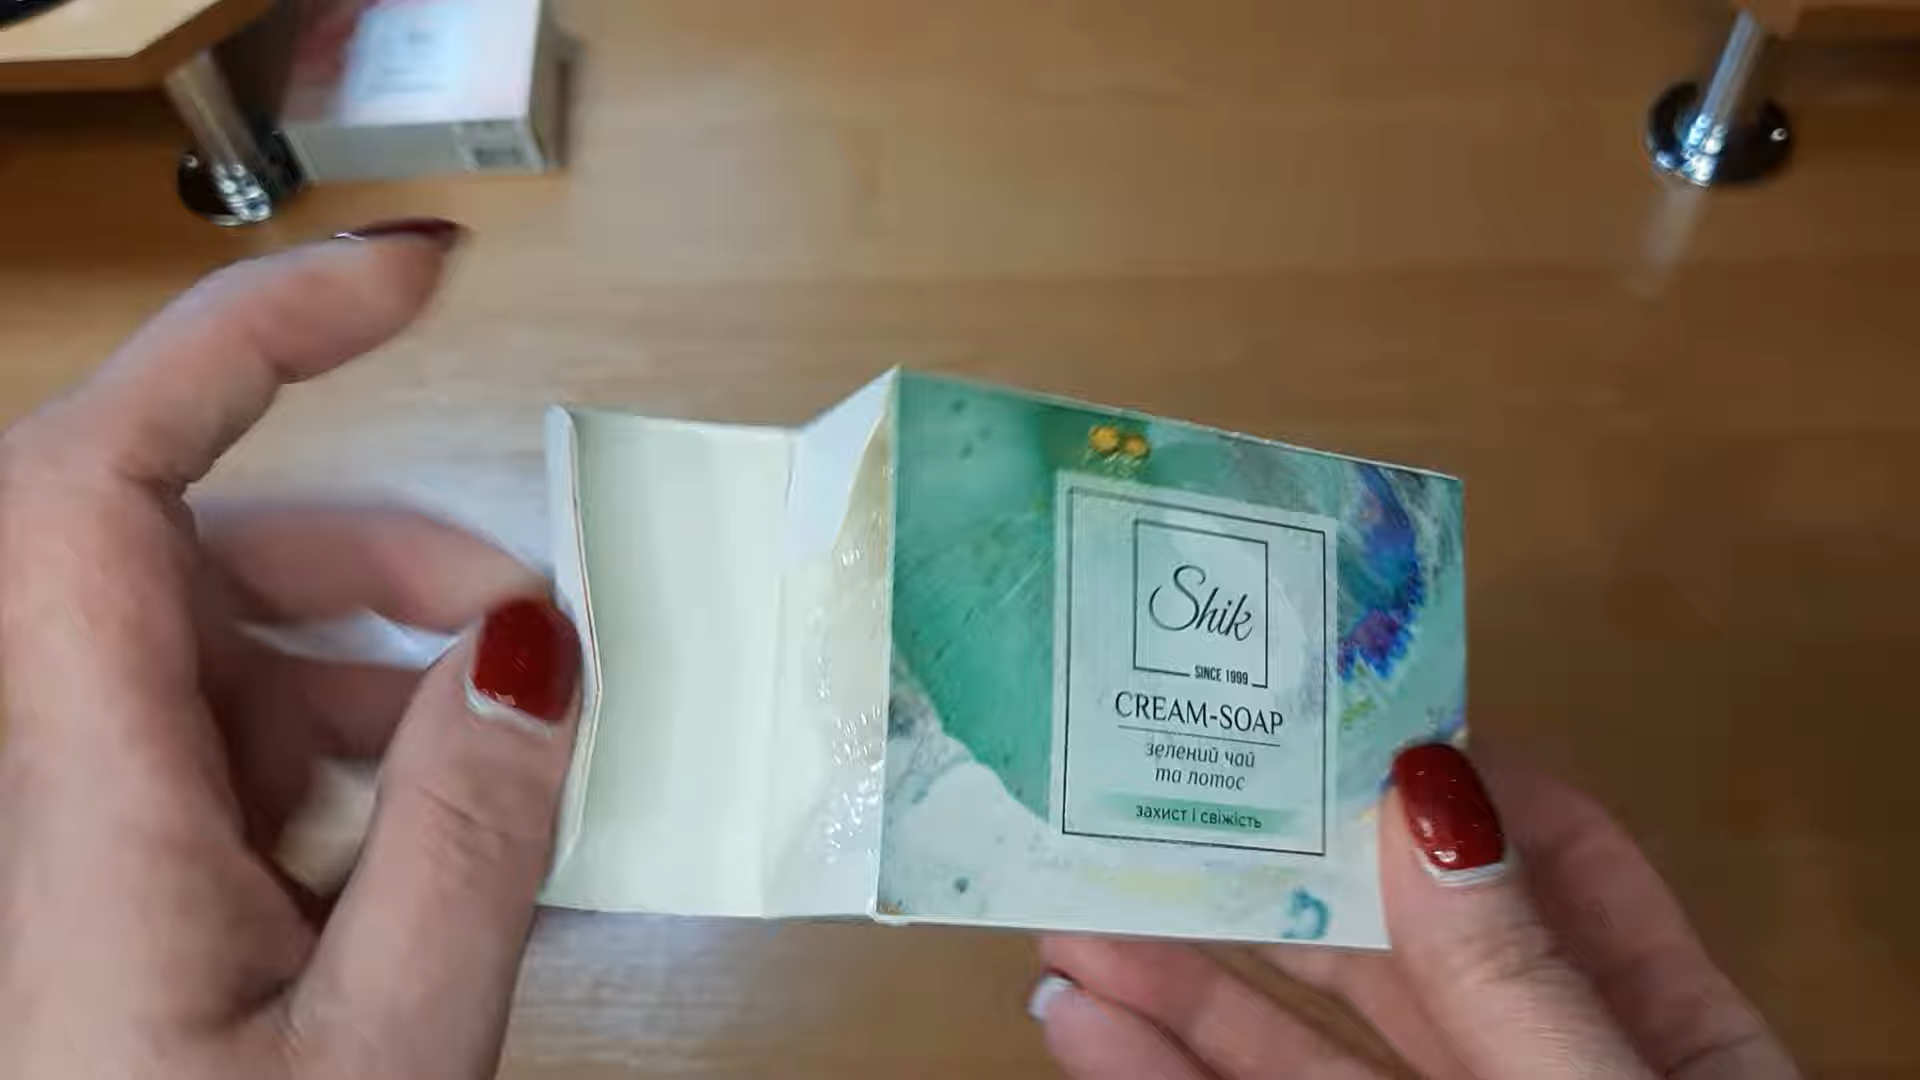 Shik
SINCE 1999
CREAM-SOAP
зелений чай
та лотос
захист і свіжість